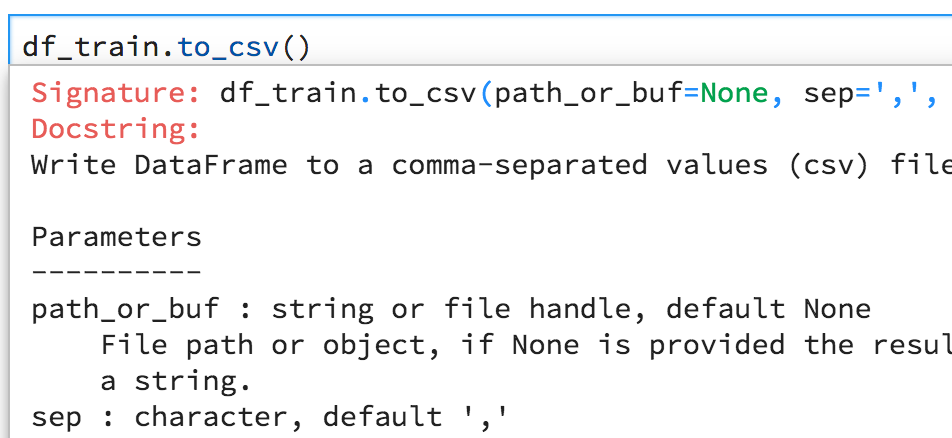 df_train.to_csv()
Signature: df_train.to_csv(path_or_buf=None, sep=',',
Docstring:
Write DataFrame to a comma-separated values (csv) file
Parameters
----------
path_or_buf : string or file handle, default None
File path or object, if None is provided the resul
a string.
sep : character, default ','